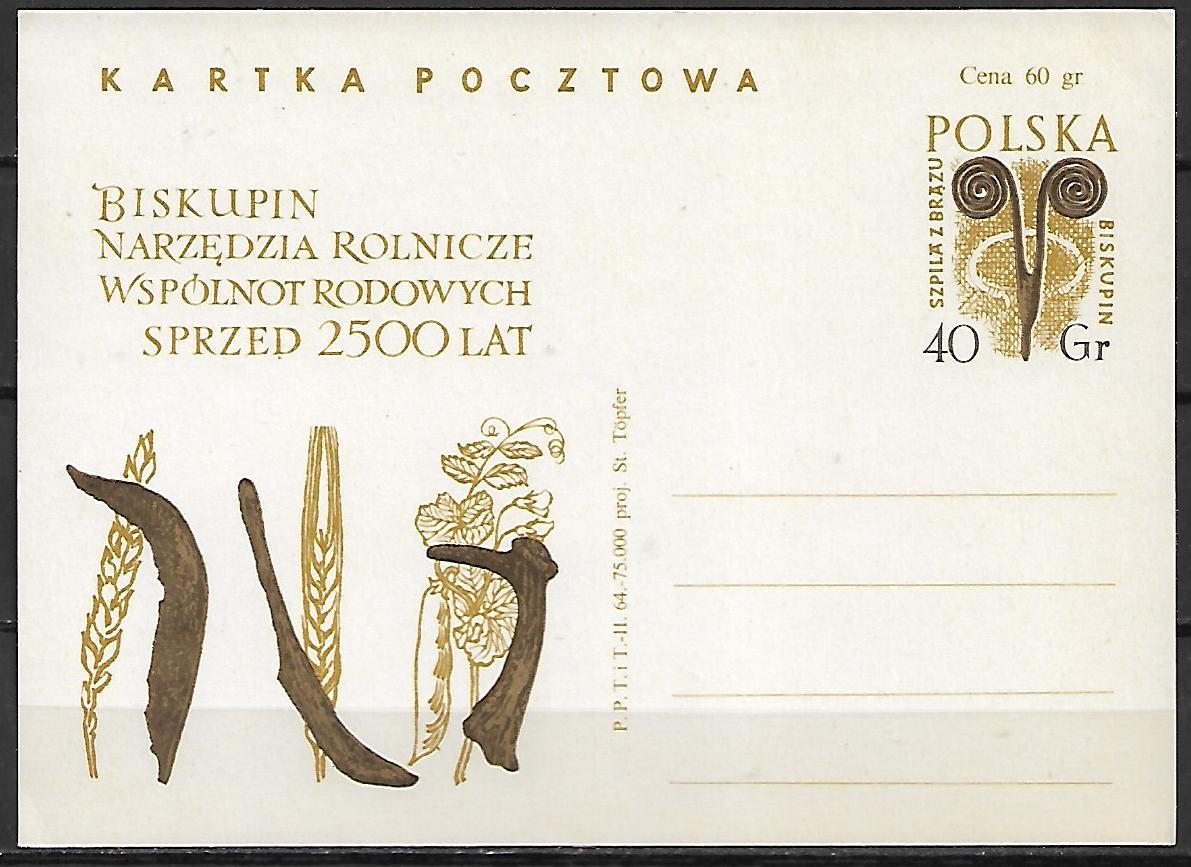 KARTKA POCZTOWA
Cena 60 gr
POLSKA
SZPILA Z BRĄZU
BISKUPIN
40 Gr
BISKUPIN
NARZĘDZIA ROLNICZE
WSPÓLNOT RODOWYCH
SPRZED 2500 LAT
P. P. T. i T.-II. 64.-75.000 proj. St. Töpfer